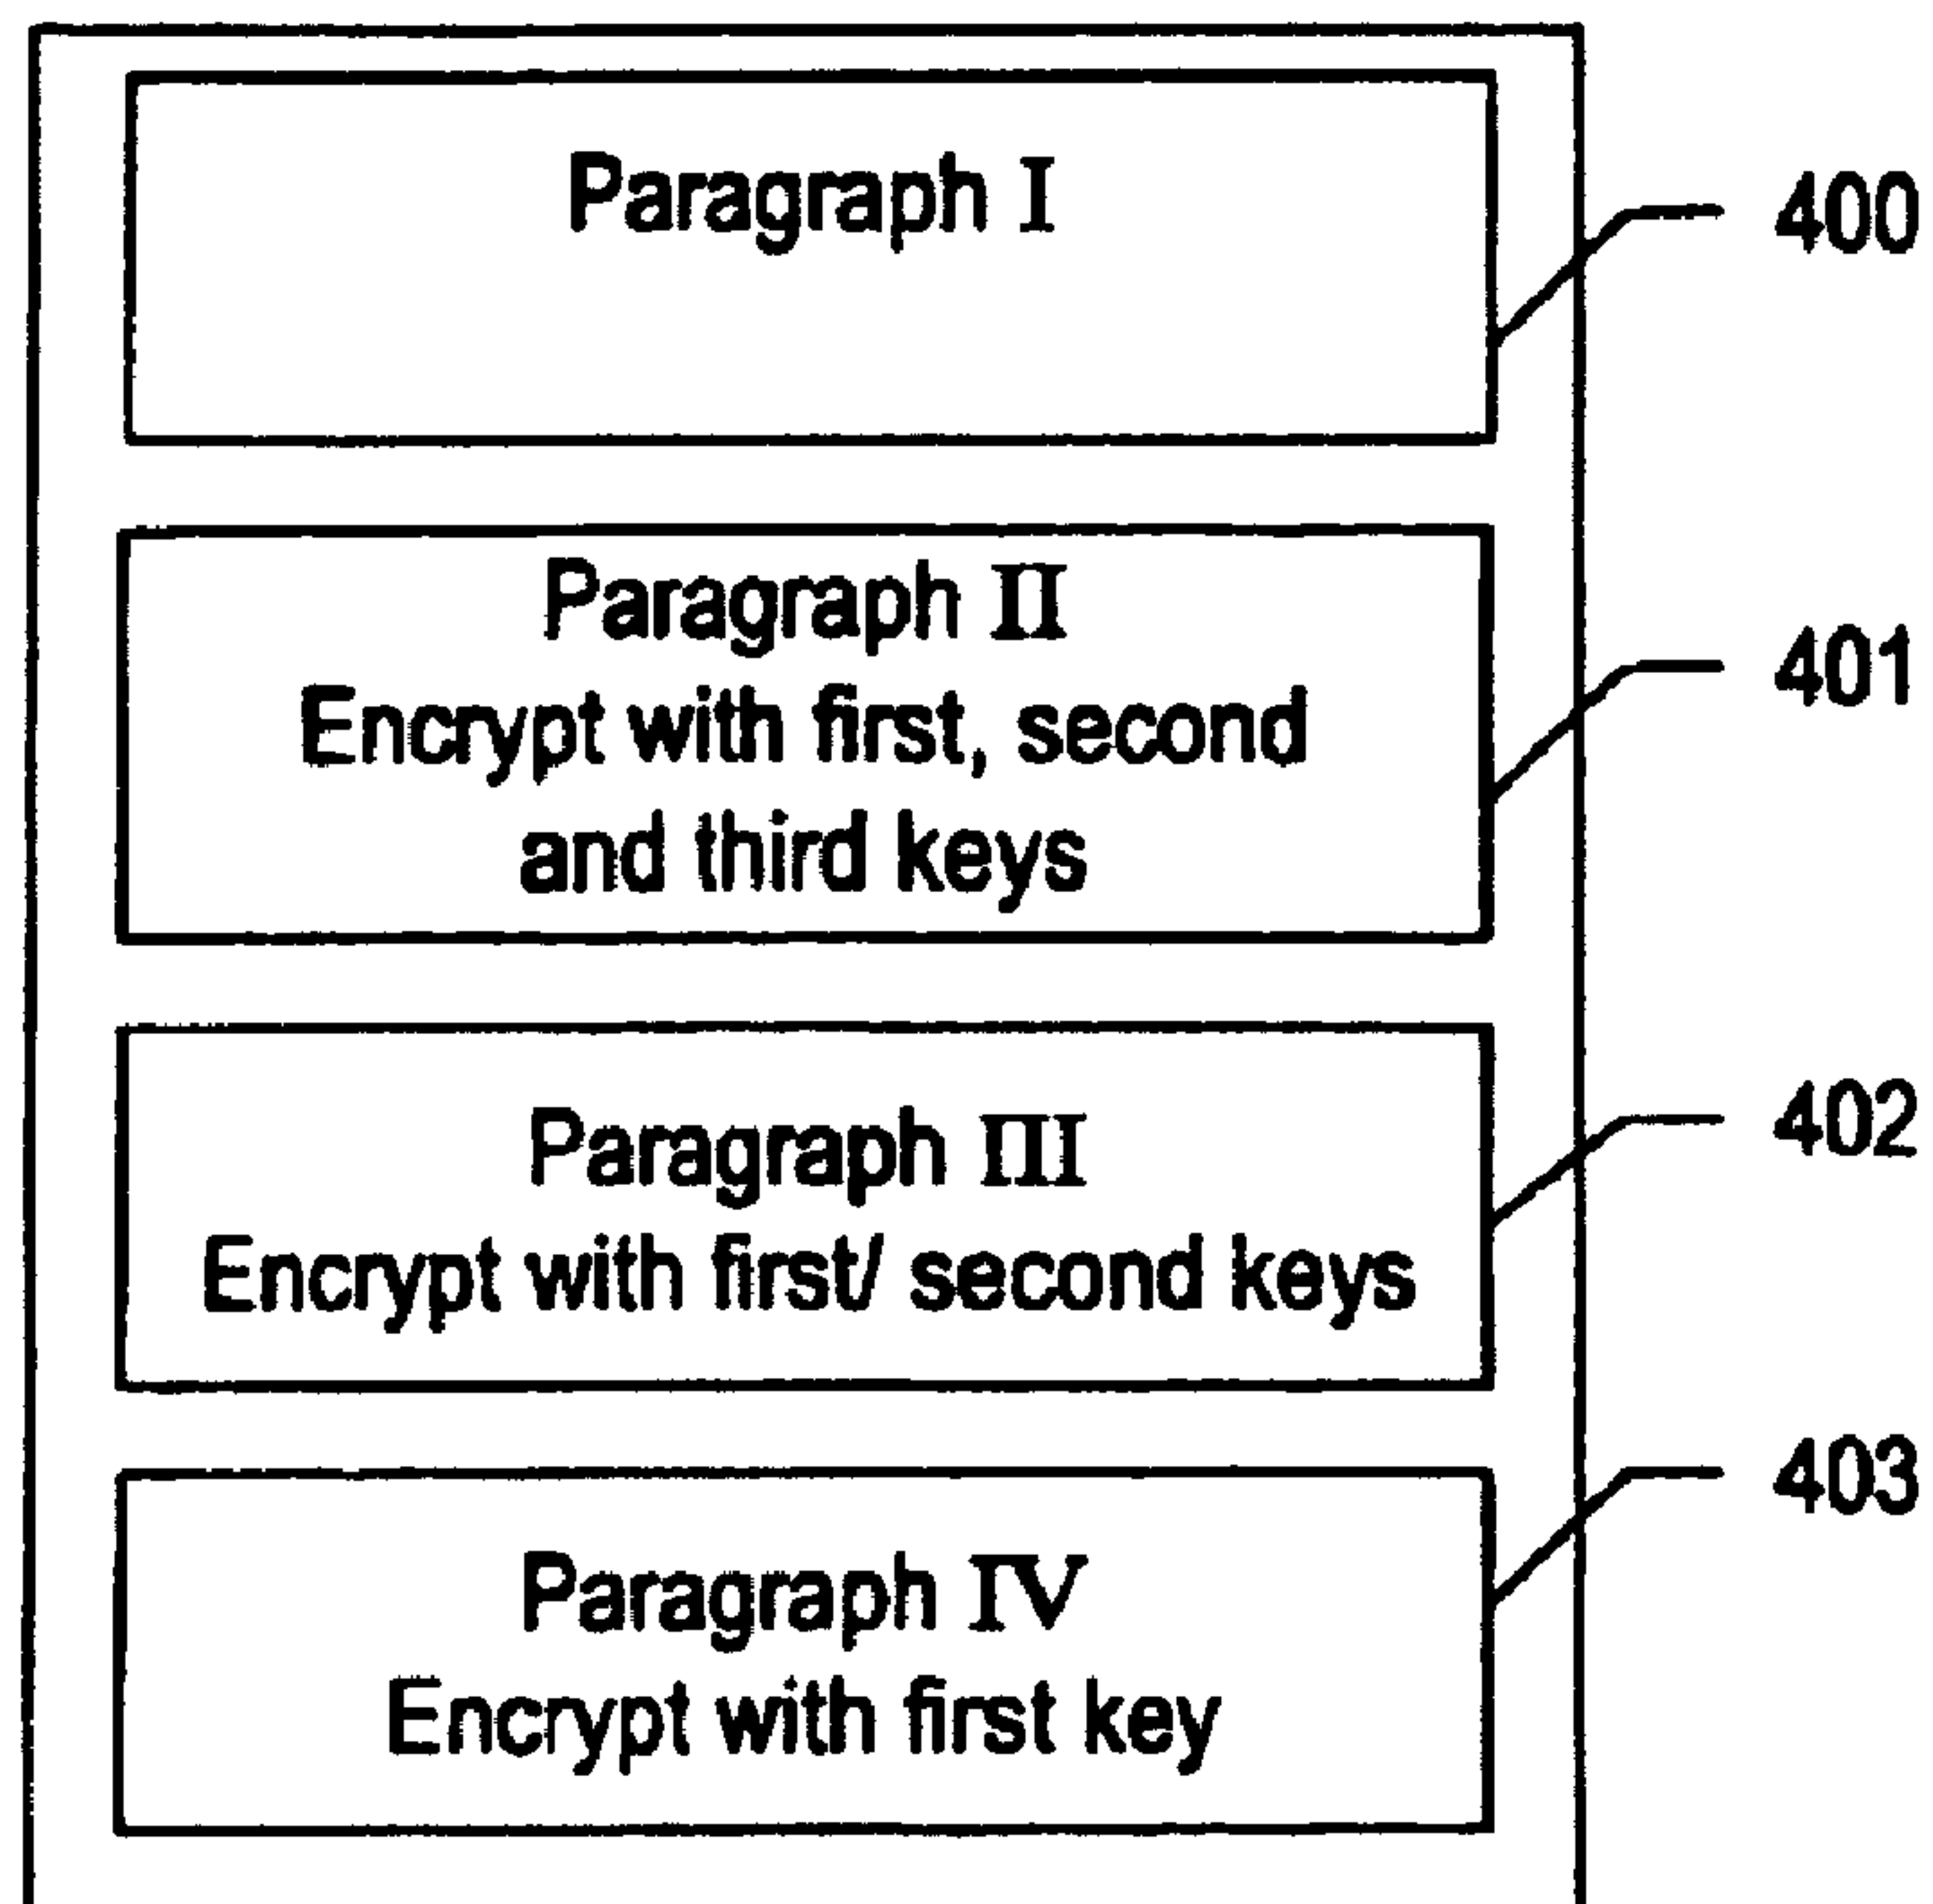 Paragraph I
400
Paragraph II
Encrypt with first, second
and third keys
401
Paragraph III
Encrypt with first/ second keys
402
Paragraph IV
Encrypt with first key
403